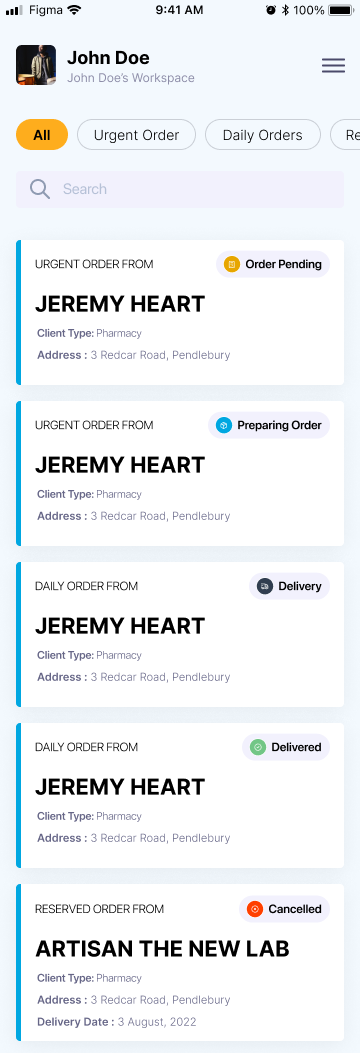 Figma 9:41 AM 100%
John Doe
John Doe's Workspace
All Urgent Order Daily Orders Re
Search
URGENT ORDER FROM Order Pending
JEREMY HEART
Client Type: Pharmacy
Address : 3 Redcar Road, Pendlebury
URGENT ORDER FROM Preparing Order
JEREMY HEART
Client Type: Pharmacy
Address : 3 Redcar Road, Pendlebury
DAILY ORDER FROM Delivery
JEREMY HEART
Client Type: Pharmacy
Address : 3 Redcar Road, Pendlebury
DAILY ORDER FROM Delivered
JEREMY HEART
Client Type: Pharmacy
Address : 3 Redcar Road, Pendlebury
RESERVED ORDER FROM Cancelled
ARTISAN THE NEW LAB
Client Type: Pharmacy
Address : 3 Redcar Road, Pendlebury
Delivery Date : 3 August, 2022